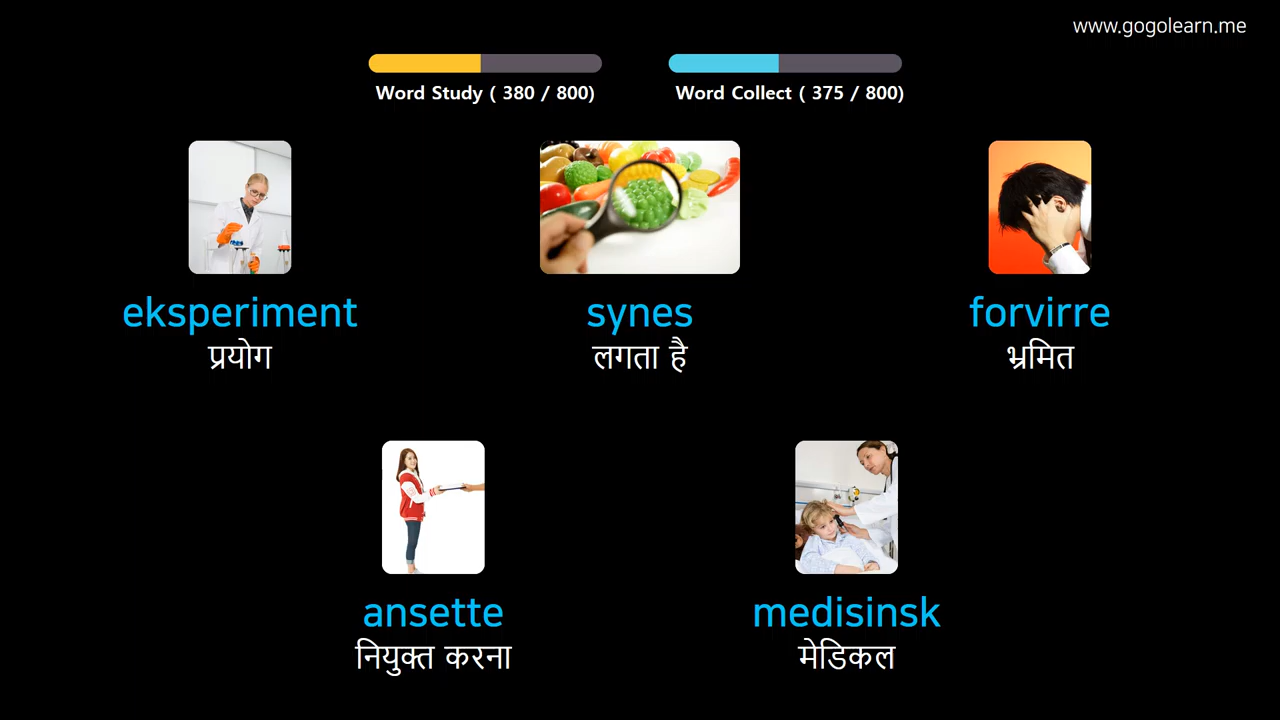 www.gogolearn.me
Word Study ( 380 / 800)
Word Collect ( 375 / 800)
eksperiment
प्रयोग
synes
लगता है
forvirre
भ्रमित
ansette
नियुक्त करना
medisinsk
मेडिकल